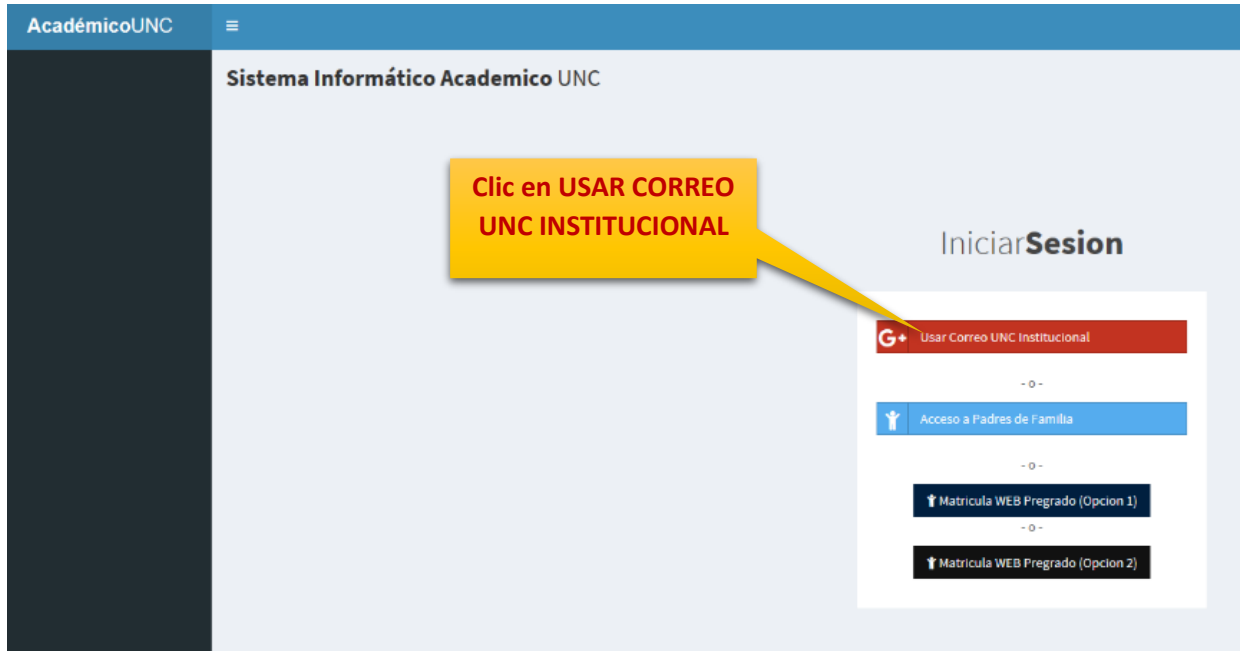 AcadémicoUNC
Sistema Informático Academico UNC
Clic en USAR CORREO
UNC INSTITUCIONAL
IniciarSesion
G+ Usar Correo UNC Institucional
- o -
Acceso a Padres de Familia
- o -
Matricula WEB Pregrado (Opcion 1)
- o -
Matricula WEB Pregrado (Opcion 2)